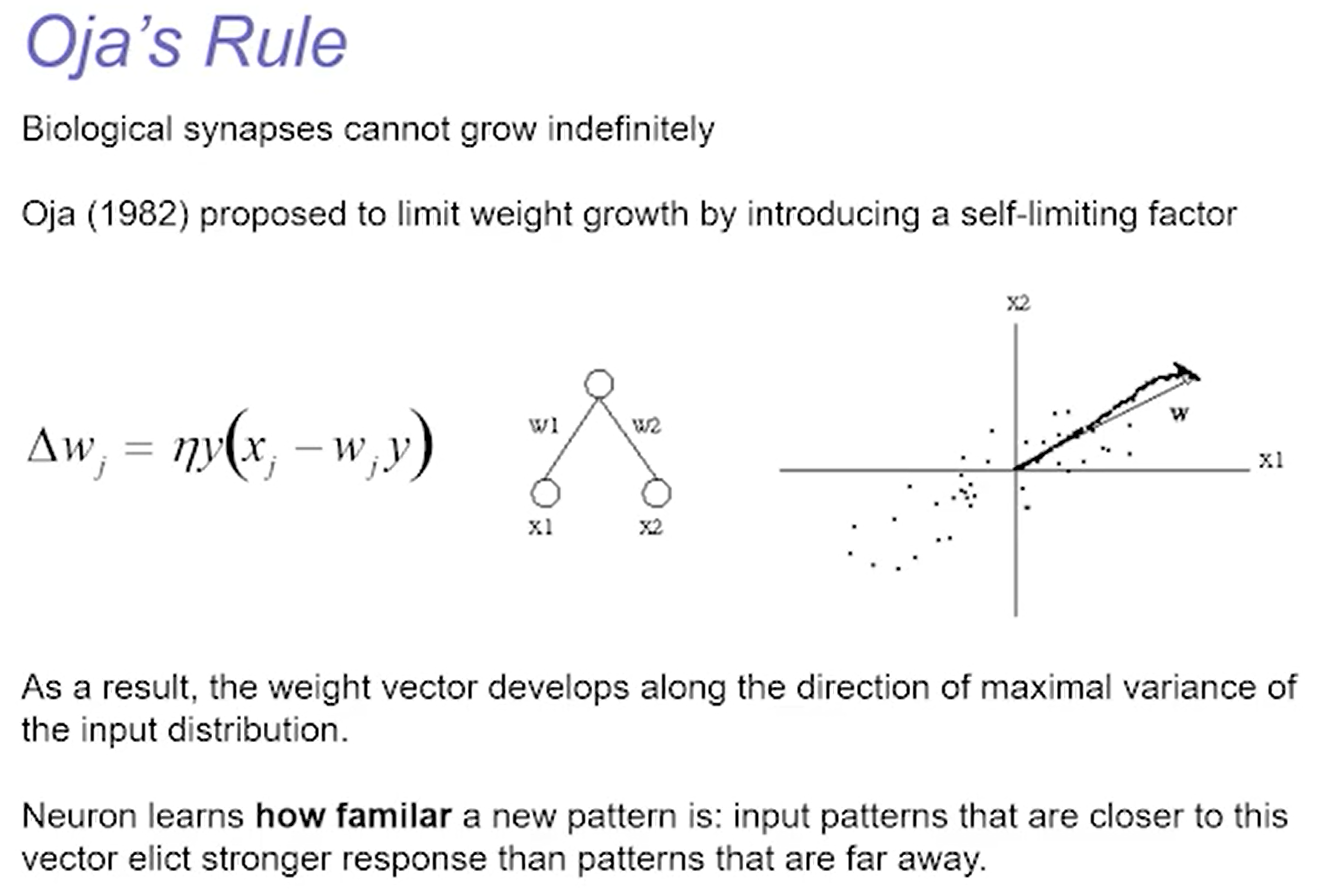 Oja's Rule
Biological synapses cannot grow indefinitely
Oja (1982) proposed to limit weight growth by introducing a self-limiting factor
Δw_j = ηy(x_j − w_j y)
w1 w2
x1 x2
x2
w
x1
As a result, the weight vector develops along the direction of maximal variance of
the input distribution.
Neuron learns how familar a new pattern is: input patterns that are closer to this
vector elict stronger response than patterns that are far away.